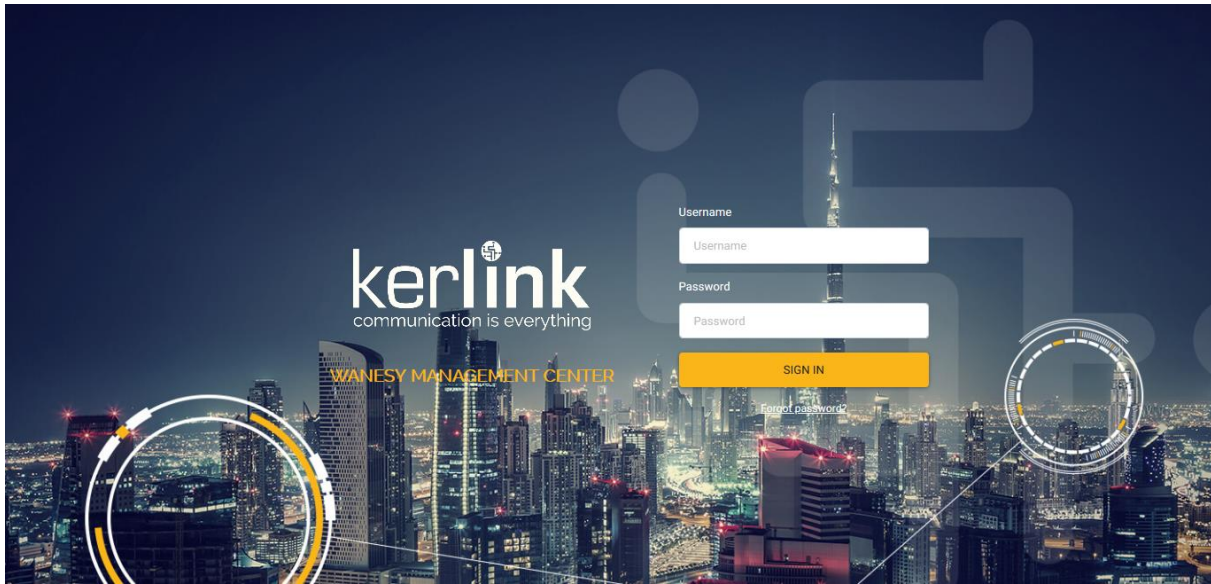 kerlink
communication is everything
WANESY MANAGEMENT CENTER
Username
Username
Password
Password
SIGN IN
Forgot password?